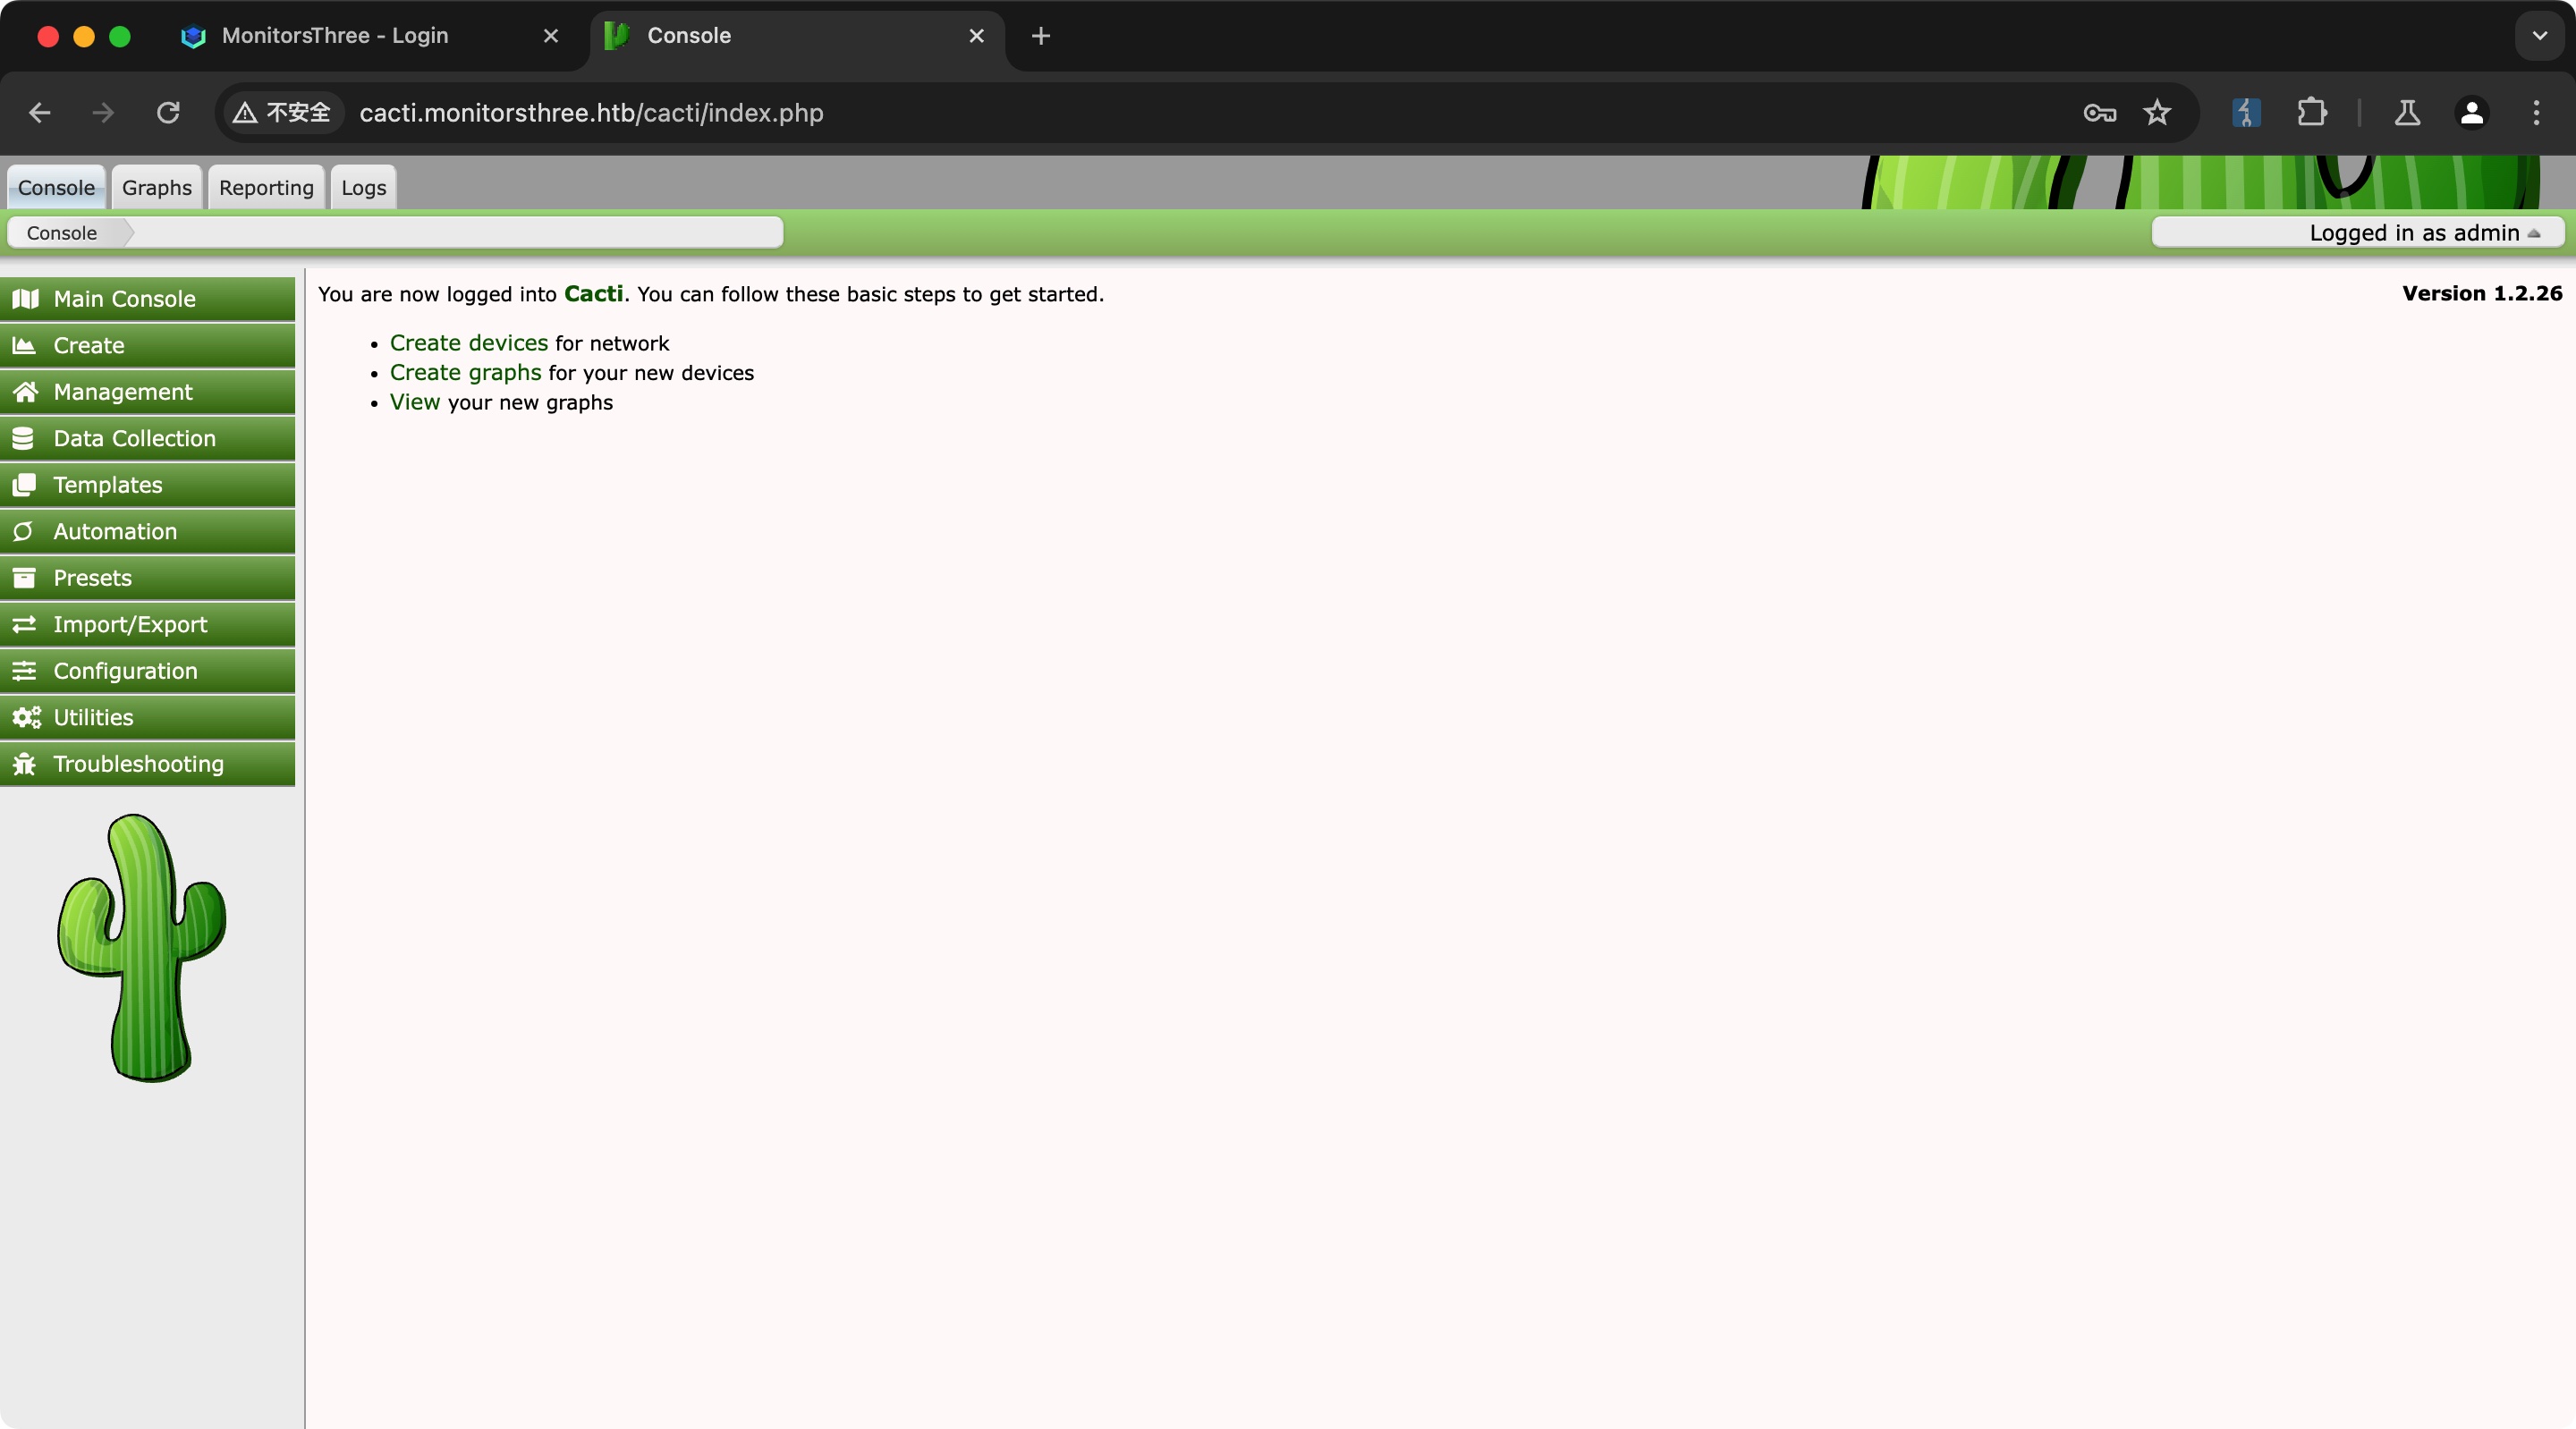 MonitorsThree - Login
Console
不安全 cacti.monitorsthree.htb/cacti/index.php
Console Graphs Reporting Logs
Console
Logged in as admin
Main Console
Create
Management
Data Collection
Templates
Automation
Presets
Import/Export
Configuration
Utilities
Troubleshooting
You are now logged into Cacti. You can follow these basic steps to get started.
Version 1.2.26
• Create devices for network
• Create graphs for your new devices
• View your new graphs